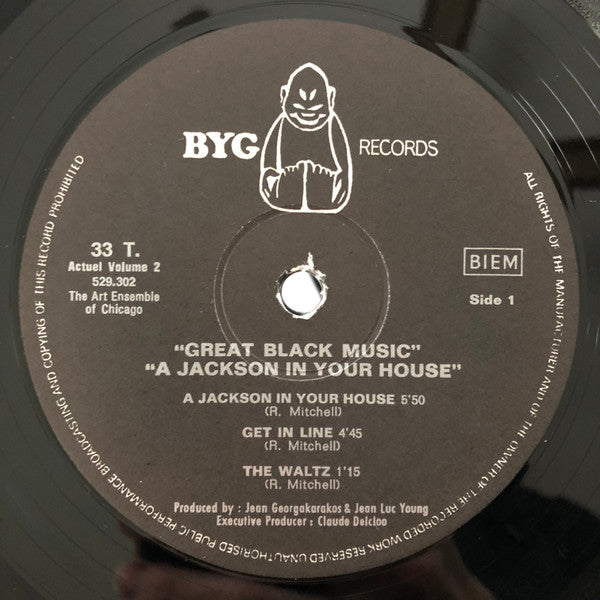 BYG RECORDS
33 T.
Actuel Volume 2
529.302
The Art Ensemble
of Chicago
BIEM
Side 1
"GREAT BLACK MUSIC"
"A JACKSON IN YOUR HOUSE"
A JACKSON IN YOUR HOUSE 5'50
(R. Mitchell)
GET IN LINE 4'45
(R. Mitchell)
THE WALTZ 1'15
(R. Mitchell)
Produced by : Jean Georgakarakos & Jean Luc Young
Executive Producer : Claude Delcloo
ALL RIGHTS OF THE MANUFACTURER AND OF THE OWNER OF THE RECORDED WORK RESERVED UNAUTHORISED PUBLIC PERFORMANCE BROADCASTING AND COPYING OF THIS RECORD PROHIBITED